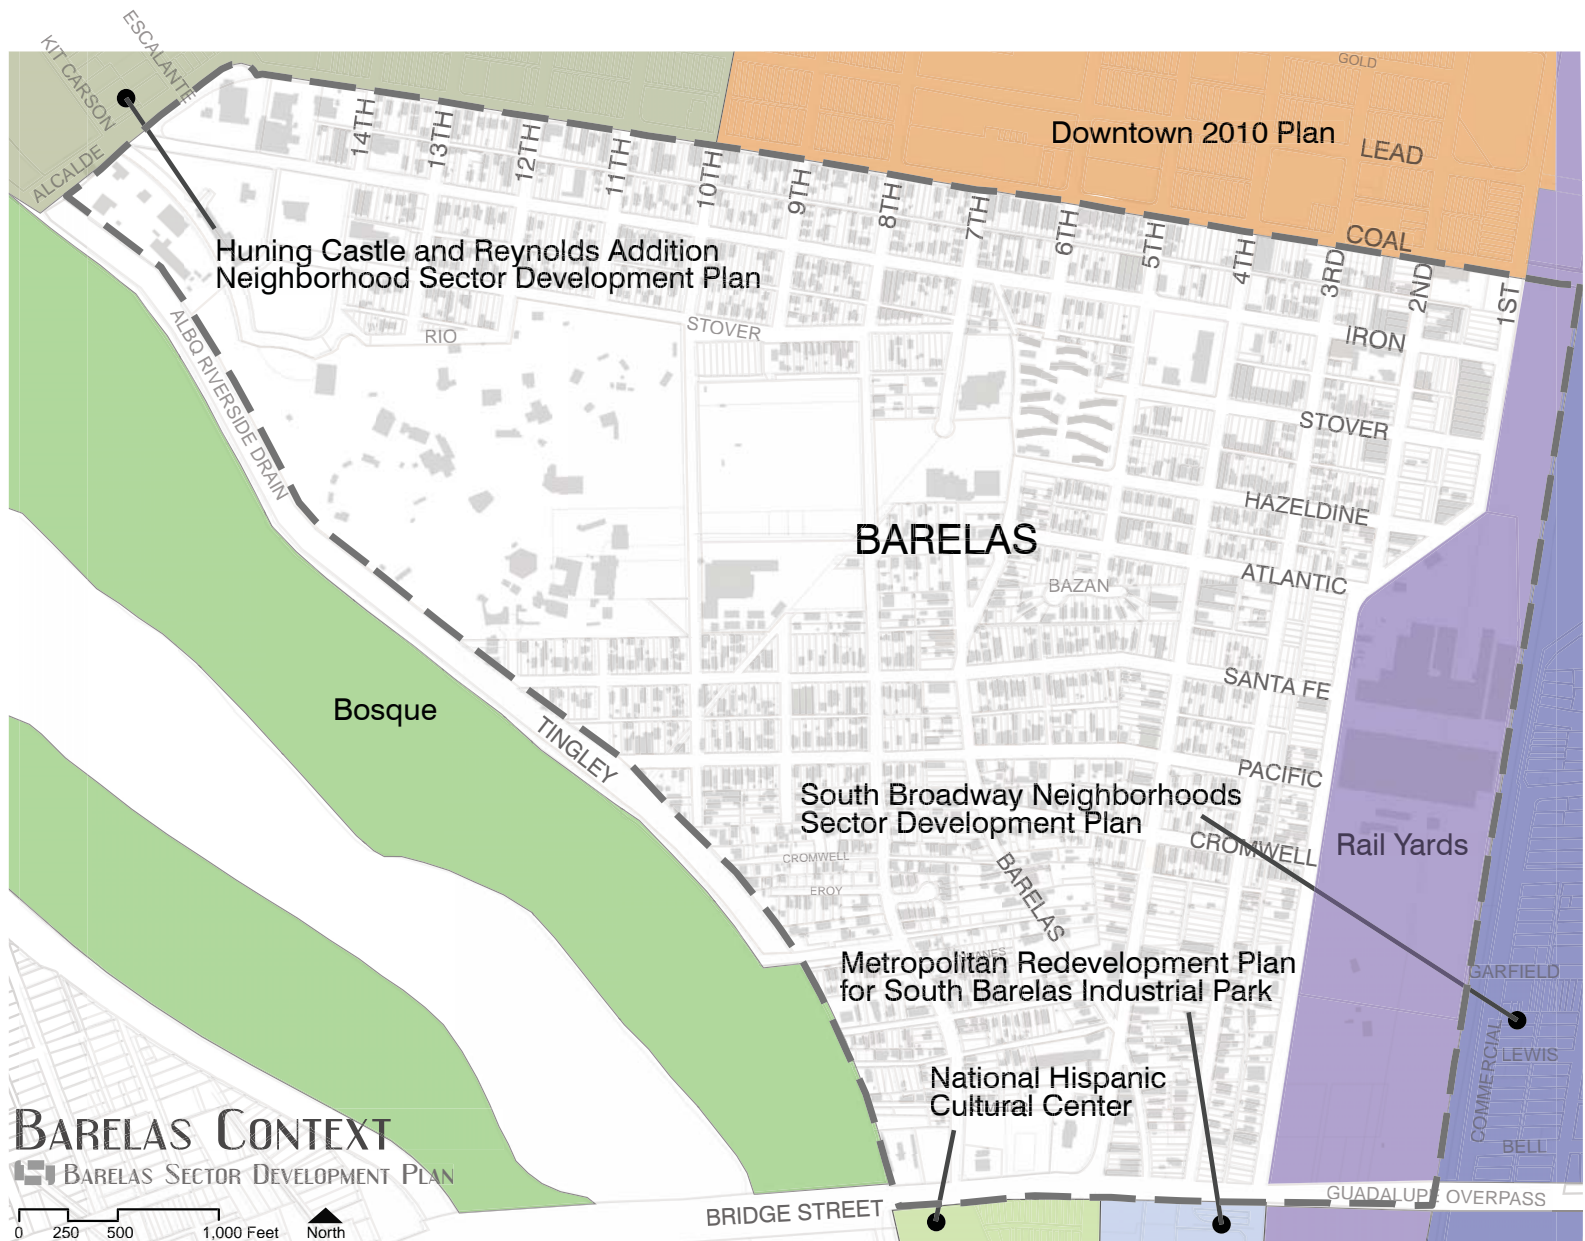 ESCALANTE
KIT CARSON
ALCALDE
GOLD
Downtown 2010 Plan
LEAD
COAL
14TH
13TH
12TH
11TH
10TH
9TH
8TH
7TH
6TH
5TH
4TH
3RD
2ND
1ST
Huning Castle and Reynolds Addition
Neighborhood Sector Development Plan
RIO
STOVER
IRON
ALBQ RIVERSIDE DRAIN
STOVER
HAZELDINE
BARELAS
ATLANTIC
BAZAN
SANTA FE
Bosque
TINGLEY
PACIFIC
South Broadway Neighborhoods
Sector Development Plan
CROMWELL
Rail Yards
CROMWELL
EROY
BARELAS
Metropolitan Redevelopment Plan
for South Barelas Industrial Park
GARFIELD
COMMERCIAL
LEWIS
National Hispanic
Cultural Center
BELL
BARELAS CONTEXT
BARELAS SECTOR DEVELOPMENT PLAN
GUADALUPE OVERPASS
BRIDGE STREET
0 250 500 1,000 Feet North